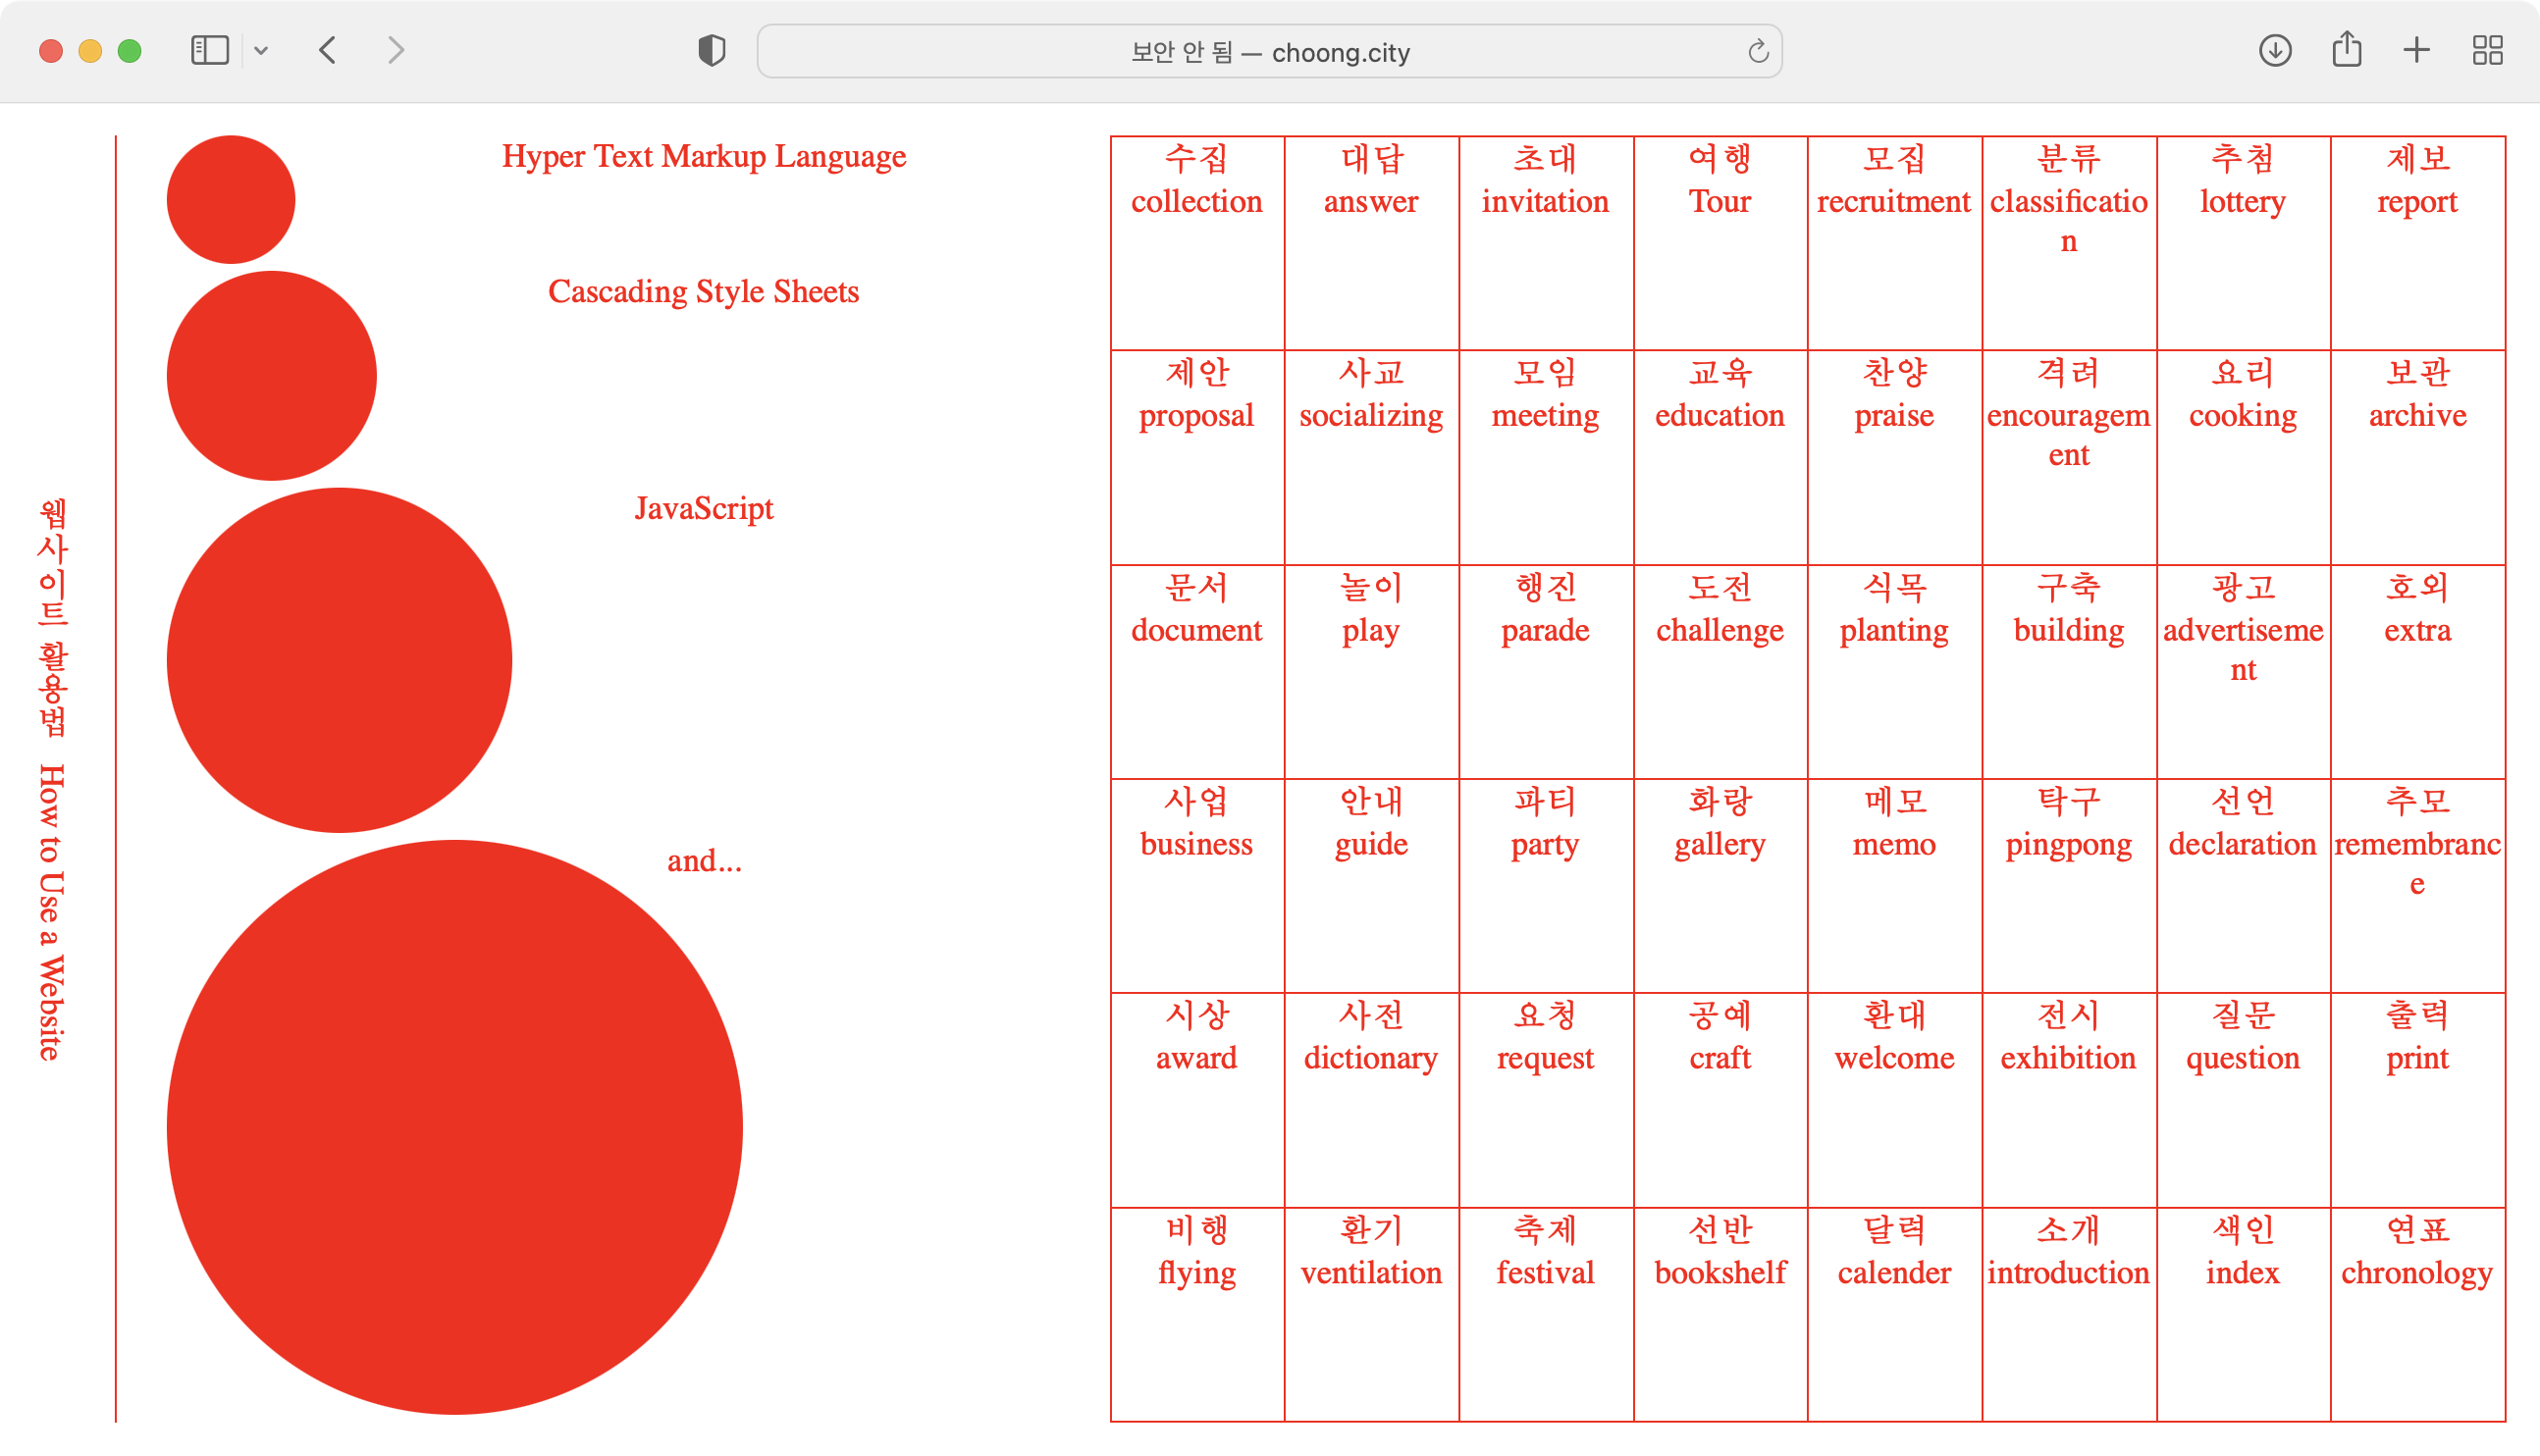 보안 안 됨 — choong.city
웹사이트 활용법 How to Use a Website
Hyper Text Markup Language
Cascading Style Sheets
JavaScript
and...
수집
collection
대답
answer
초대
invitation
여행
Tour
모집
recruitment
분류
classificatio
n
추첨
lottery
제보
report
제안
proposal
사교
socializing
모임
meeting
교육
education
찬양
praise
격려
encouragem
ent
요리
cooking
보관
archive
문서
document
놀이
play
행진
parade
도전
challenge
식목
planting
구축
building
광고
advertiseme
nt
호외
extra
사업
business
안내
guide
파티
party
화랑
gallery
메모
memo
탁구
pingpong
선언
declaration
추모
remembranc
e
시상
award
사전
dictionary
요청
request
공예
craft
환대
welcome
전시
exhibition
질문
question
출력
print
비행
flying
환기
ventilation
축제
festival
선반
bookshelf
달력
calender
소개
introduction
색인
index
연표
chronology